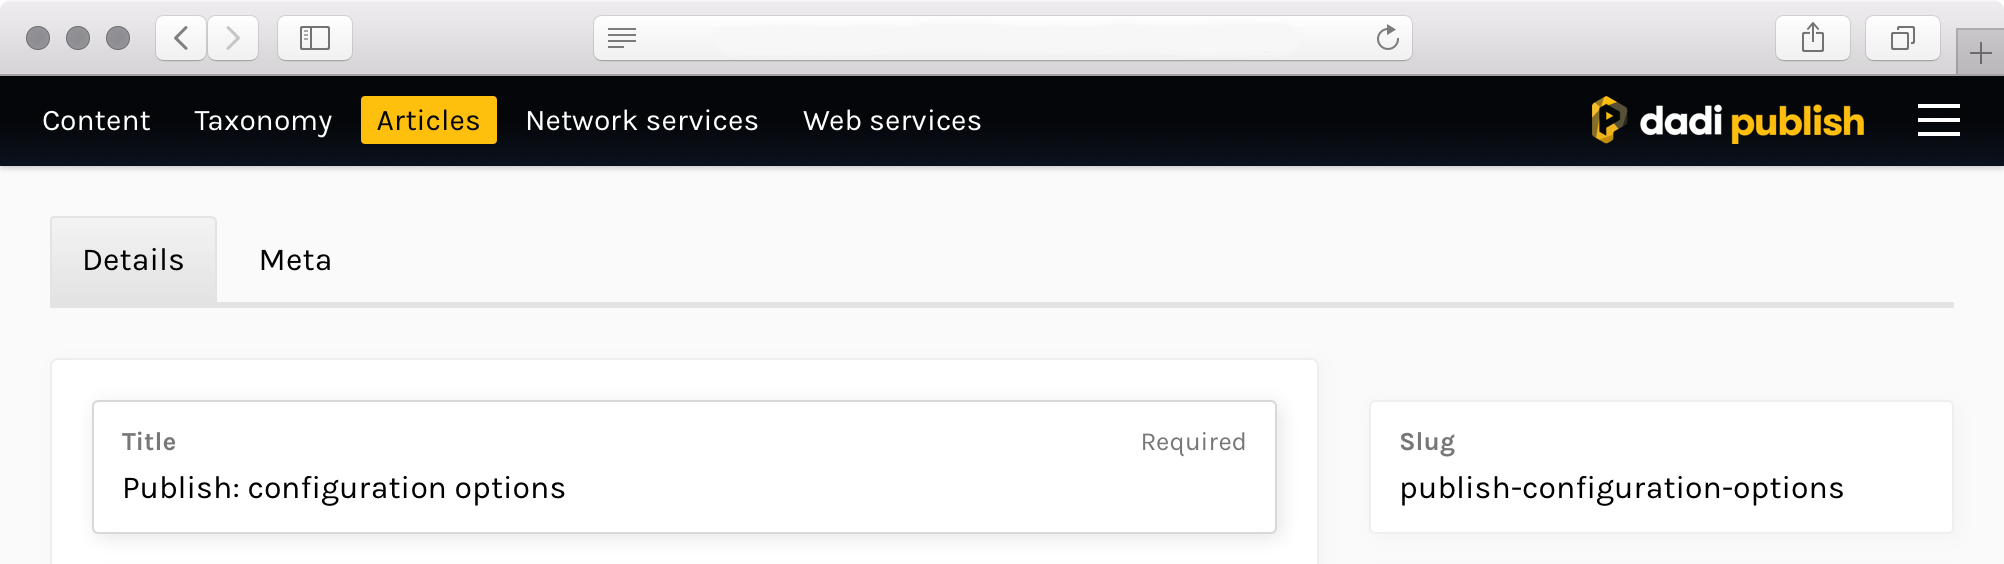 Content Taxonomy Articles Network services Web services dadi publish
Details Meta
Title Required
Publish: configuration options
Slug
publish-configuration-options